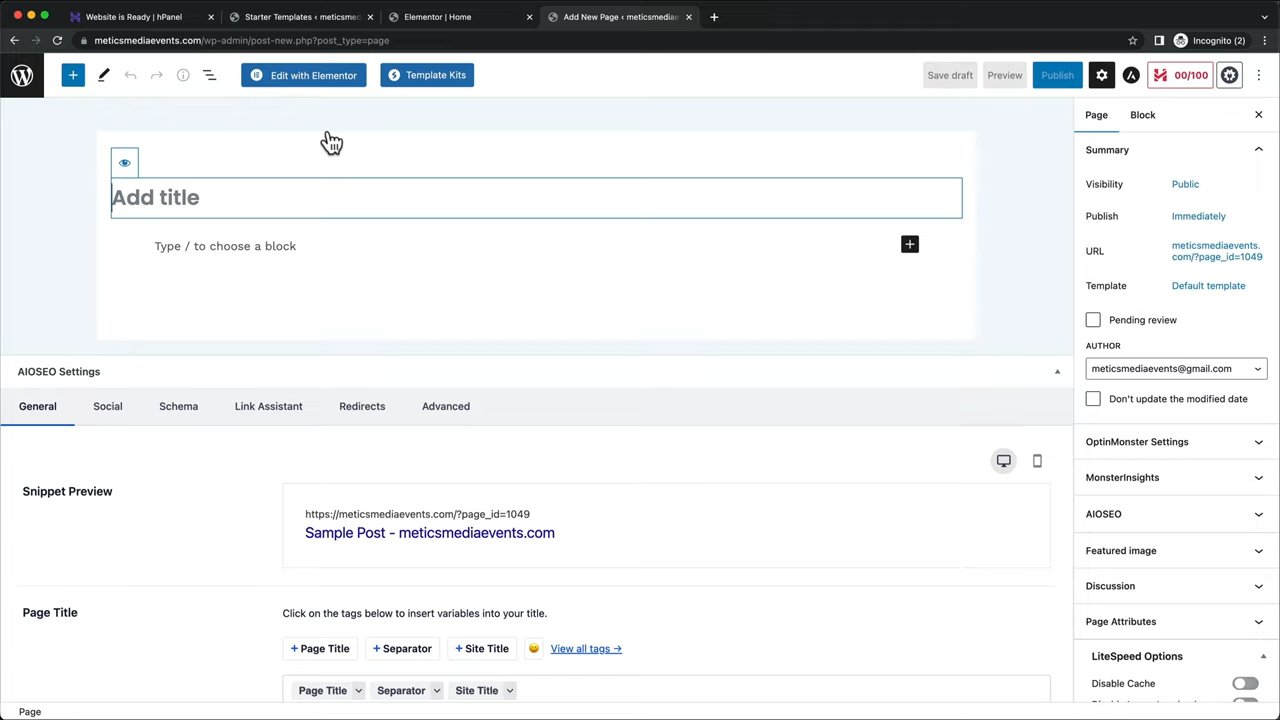 Website is Ready | hPanel
Starter Templates ‹ meticsmed
Elementor | Home
Add New Page ‹ meticsmediae
meticsmediaevents.com/wp-admin/post-new.php?post_type=page
Incognito (2)
Edit with Elementor
Template Kits
Save draft
Preview
Publish
00/100
Page
Block
Add title
Type / to choose a block
Summary
Visibility
Public
Publish
Immediately
URL
meticsmediaevents.
com/?page_id=1049
Template
Default template
Pending review
AUTHOR
meticsmediaevents@gmail.com
Don't update the modified date
OptinMonster Settings
MonsterInsights
AIOSEO
Featured image
Discussion
Page Attributes
LiteSpeed Options
Disable Cache
AIOSEO Settings
General
Social
Schema
Link Assistant
Redirects
Advanced
Snippet Preview
https://meticsmediaevents.com/?page_id=1049
Sample Post - meticsmediaevents.com
Page Title
Click on the tags below to insert variables into your title.
+ Page Title
+ Separator
+ Site Title
View all tags →
Page Title
Separator
Site Title
Page